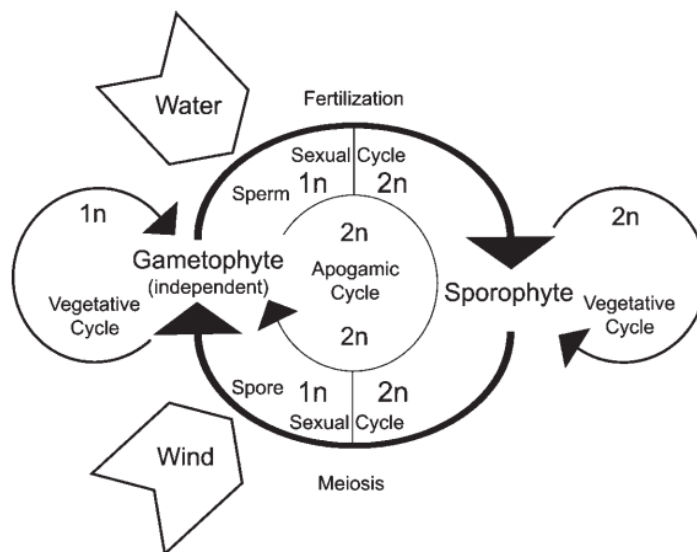 Water
Fertilization
Sexual Cycle
1n 2n
Sperm
1n
2n
2n
Gametophyte
(independent)
Apogamic
Cycle
Sporophyte
Vegetative
Cycle
Vegetative
Cycle
2n
Spore
1n 2n
Sexual Cycle
Wind
Meiosis